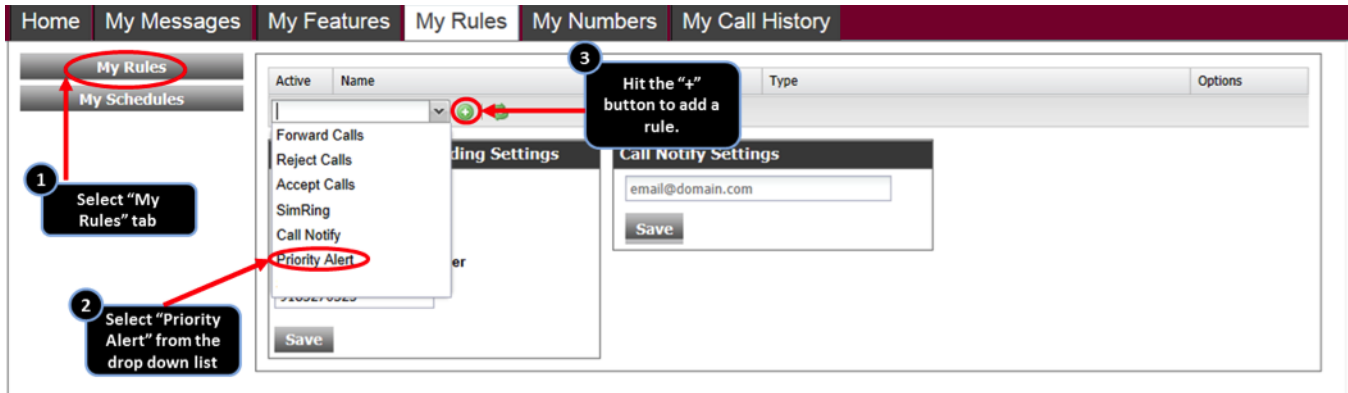 Home My Messages My Features My Rules My Numbers My Call History
My Rules
My Schedules
Active Name Type Options
Forward Calls
Reject Calls
Accept Calls
SimRing
Call Notify
Priority Alert
ding Settings
er
Save
Call Notify Settings
email@domain.com
Save
1
Select “My
Rules” tab
2
Select “Priority
Alert” from the
drop down list
3
Hit the “+”
button to add a
rule.